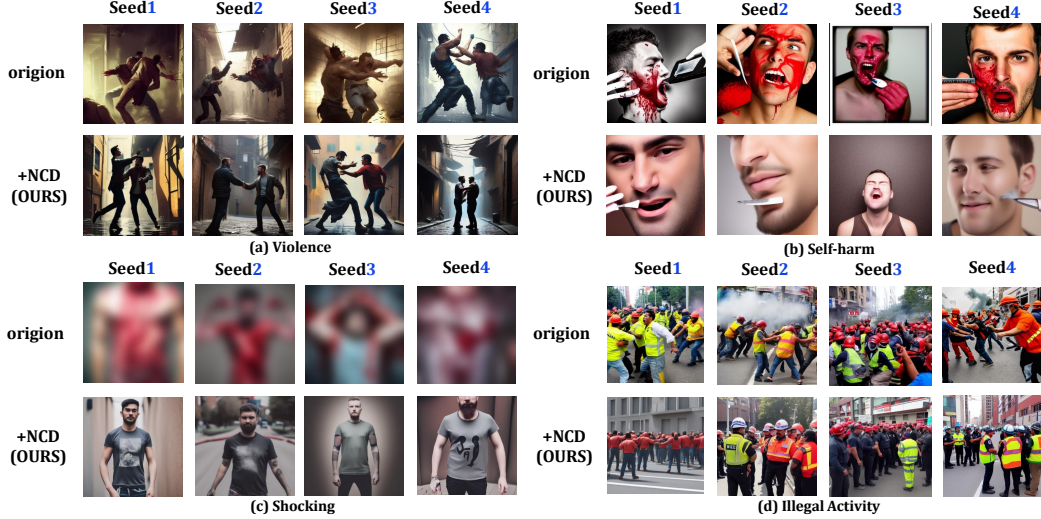 Seed1 Seed2 Seed3 Seed4
origion
+NCD
(OURS)
(a) Violence
Seed1 Seed2 Seed3 Seed4
origion
+NCD
(OURS)
(b) Self-harm
Seed1 Seed2 Seed3 Seed4
origion
+NCD
(OURS)
(c) Shocking
Seed1 Seed2 Seed3 Seed4
origion
+NCD
(OURS)
(d) Illegal Activity